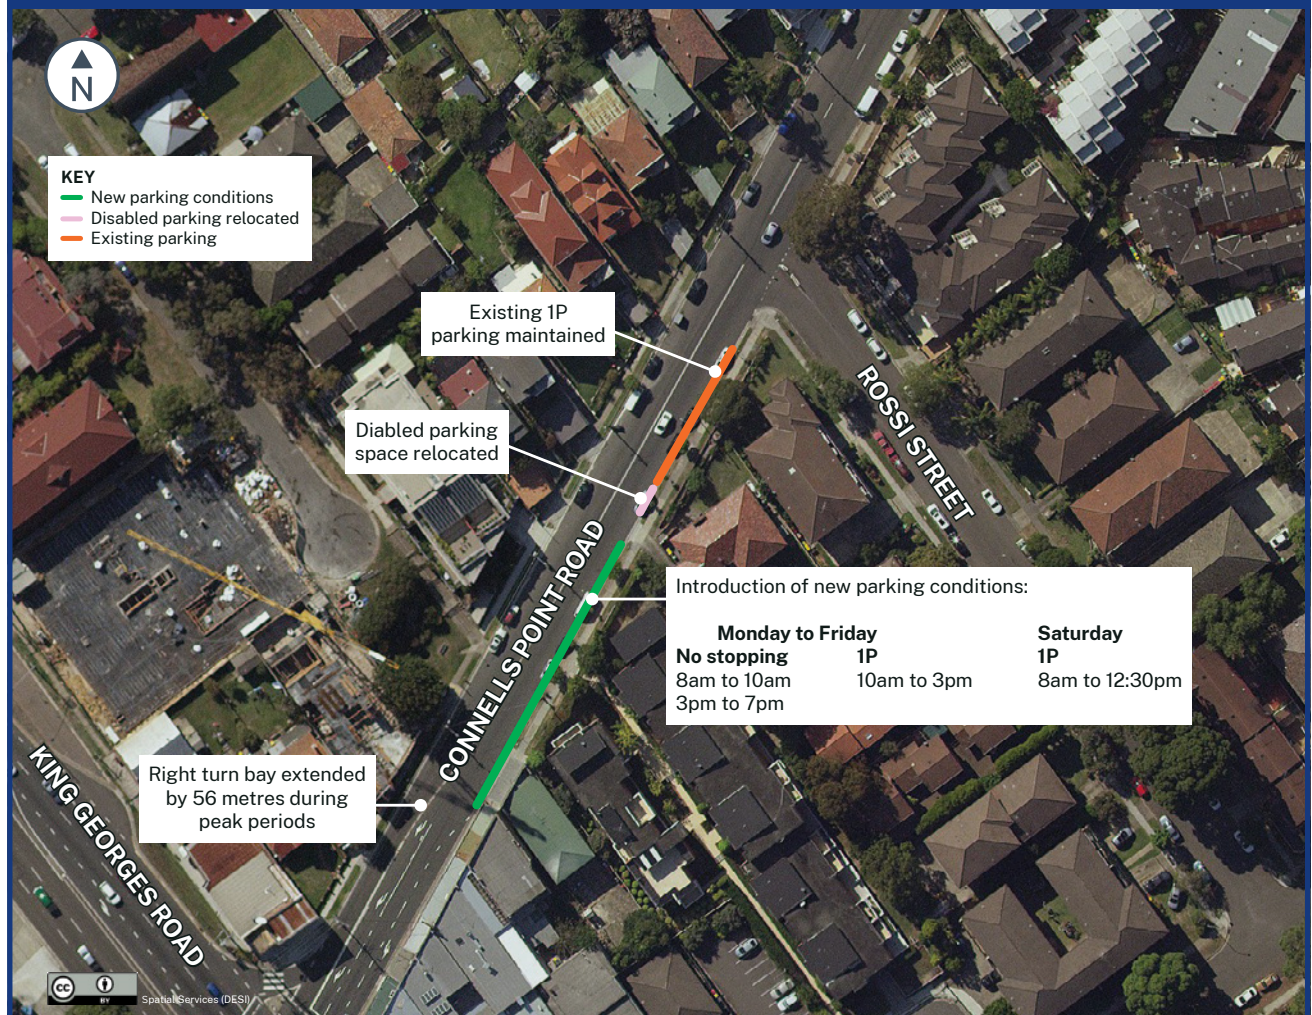 N
KEY
New parking conditions
Disabled parking relocated
Existing parking
Existing 1P
parking maintained
Diabled parking
space relocated
ROSSI STREET
CONNELLS POINT ROAD
Introduction of new parking conditions:
Monday to Friday
Saturday
No stopping
1P
1P
8am to 10am
10am to 3pm
8am to 12:30pm
3pm to 7pm
Right turn bay extended
by 56 metres during
peak periods
KING GEORGES ROAD
cc
BY
Spatial Services (DESI)